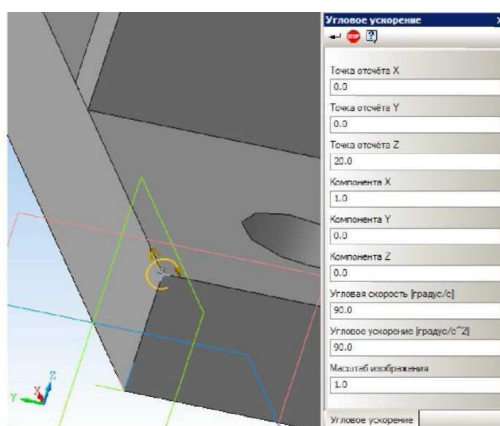 Угловое ускорение
STOP
Точка отсчёта X
0.0
Точка отсчёта Y
0.0
Точка отсчёта Z
20.0
Компонента X
1.0
Компонента Y
0.0
Компонента Z
0.0
Угловая скорость [градус/с]
90.0
Угловое ускорение [градус/с^2]
90.0
Масштаб изображения
1.0
Z
X
Y
Угловое ускорение